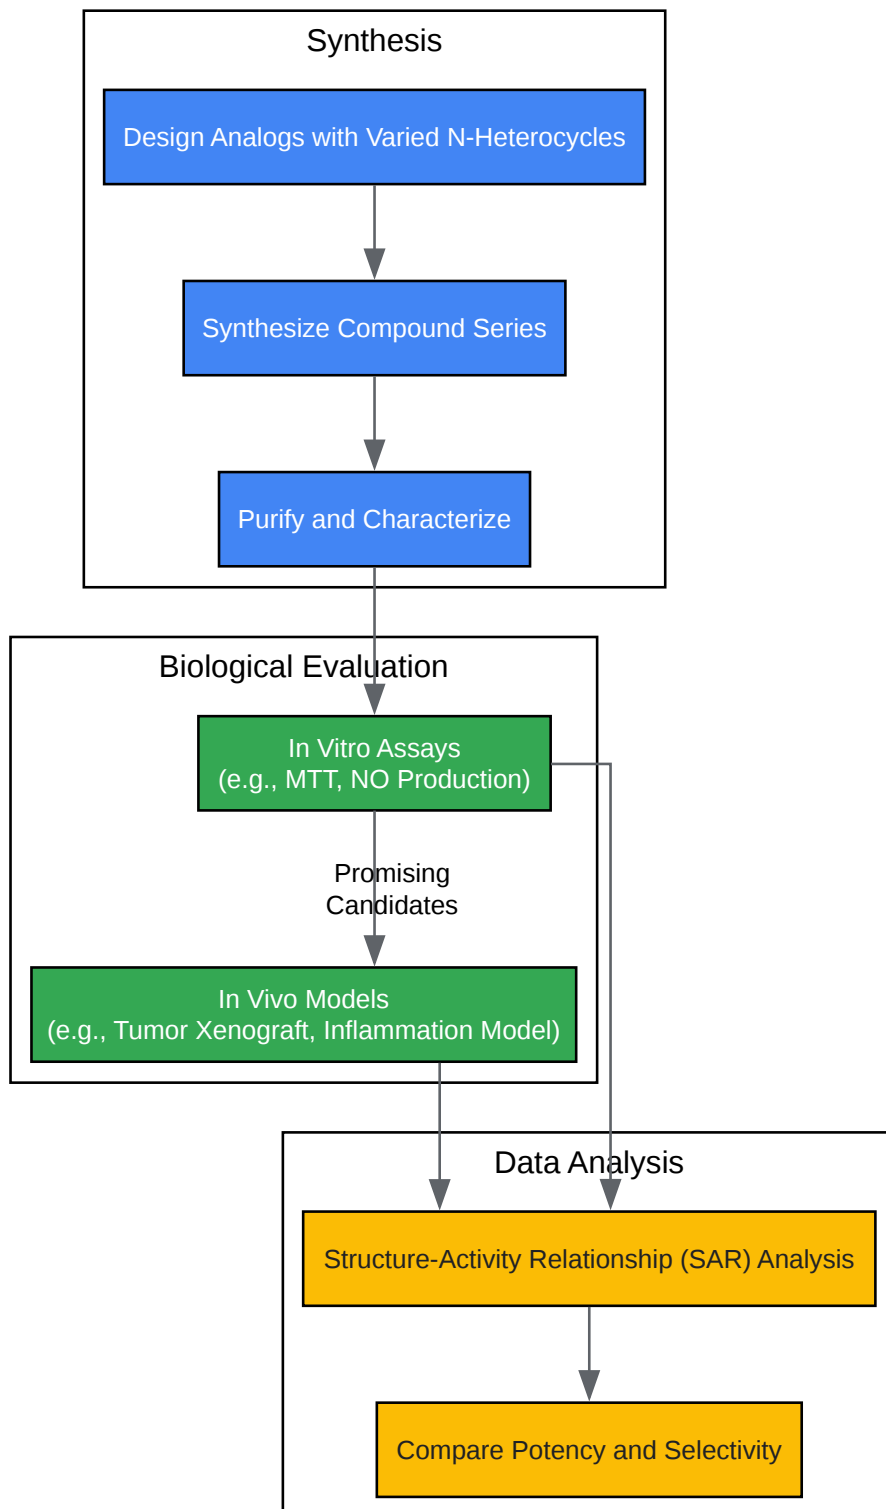 Synthesis
Design Analogs with Varied N-Heterocycles
Synthesize Compound Series
Purify and Characterize
Biological Evaluation
In Vitro Assays
(e.g., MTT, NO Production)
Promising
Candidates
In Vivo Models
(e.g., Tumor Xenograft, Inflammation Model)
Data Analysis
Structure-Activity Relationship (SAR) Analysis
Compare Potency and Selectivity